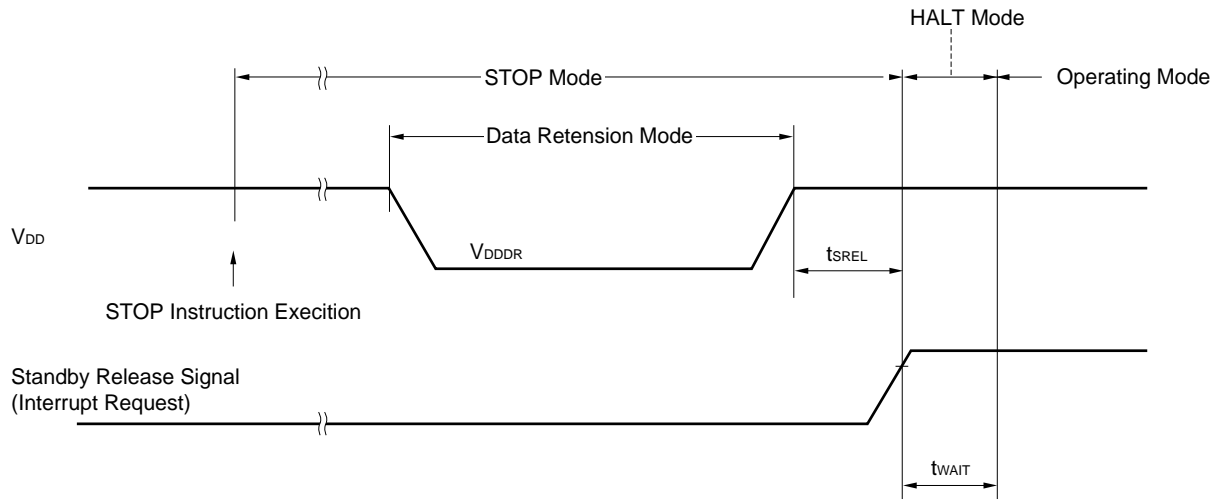 HALT Mode
STOP Mode
Operating Mode
Data Retension Mode
VDD
VDDDR
tSREL
STOP Instruction Execition
Standby Release Signal
(Interrupt Request)
tWAIT